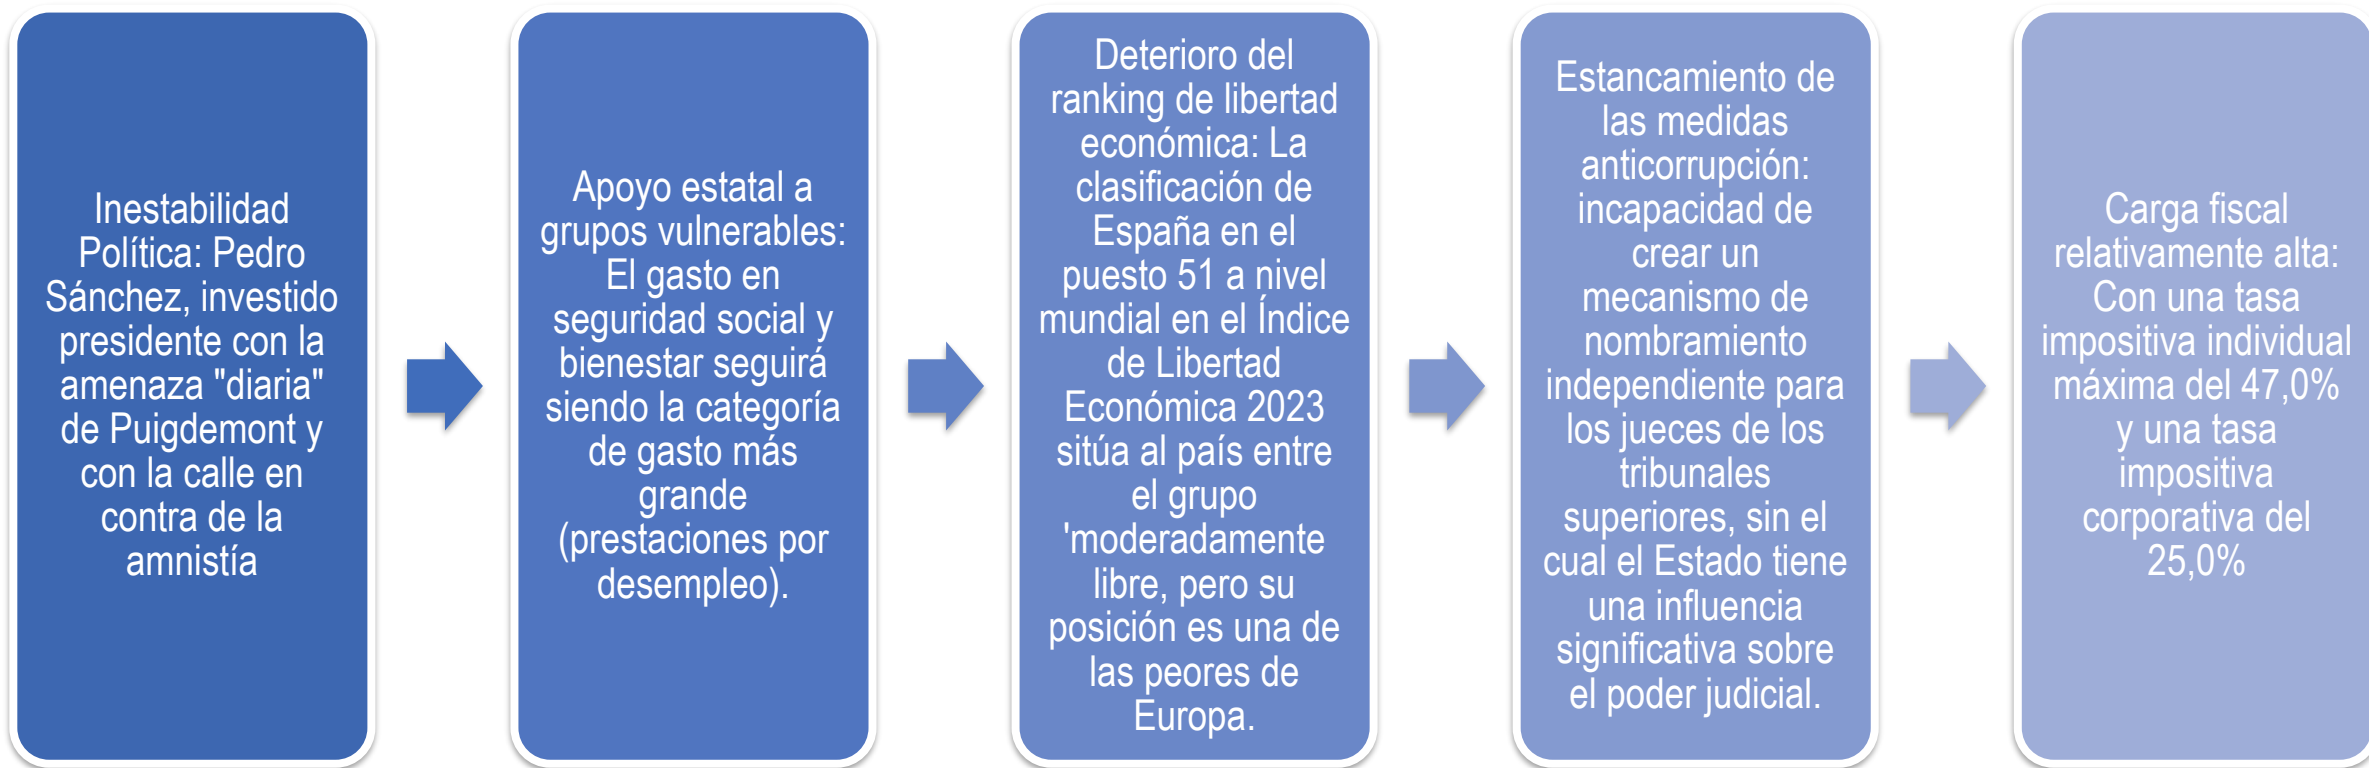 Inestabilidad
Política: Pedro
Sánchez, investido
presidente con la
amenaza "diaria"
de Puigdemont y
con la calle en
contra de la
amnistía
Apoyo estatal a
grupos vulnerables:
El gasto en
seguridad social y
bienestar seguirá
siendo la categoría
de gasto más
grande
(prestaciones por
desempleo).
Deterioro del
ranking de libertad
económica: La
clasificación de
España en el
puesto 51 a nivel
mundial en el Índice
de Libertad
Económica 2023
sitúa al país entre
el grupo
'moderadamente
libre, pero su
posición es una de
las peores de
Europa.
Estancamiento de
las medidas
anticorrupción:
incapacidad de
crear un
mecanismo de
nombramiento
independiente para
los jueces de los
tribunales
superiores, sin el
cual el Estado tiene
una influencia
significativa sobre
el poder judicial.
Carga fiscal
relativamente alta:
Con una tasa
impositiva individual
máxima del 47,0%
y una tasa
impositiva
corporativa del
25,0%